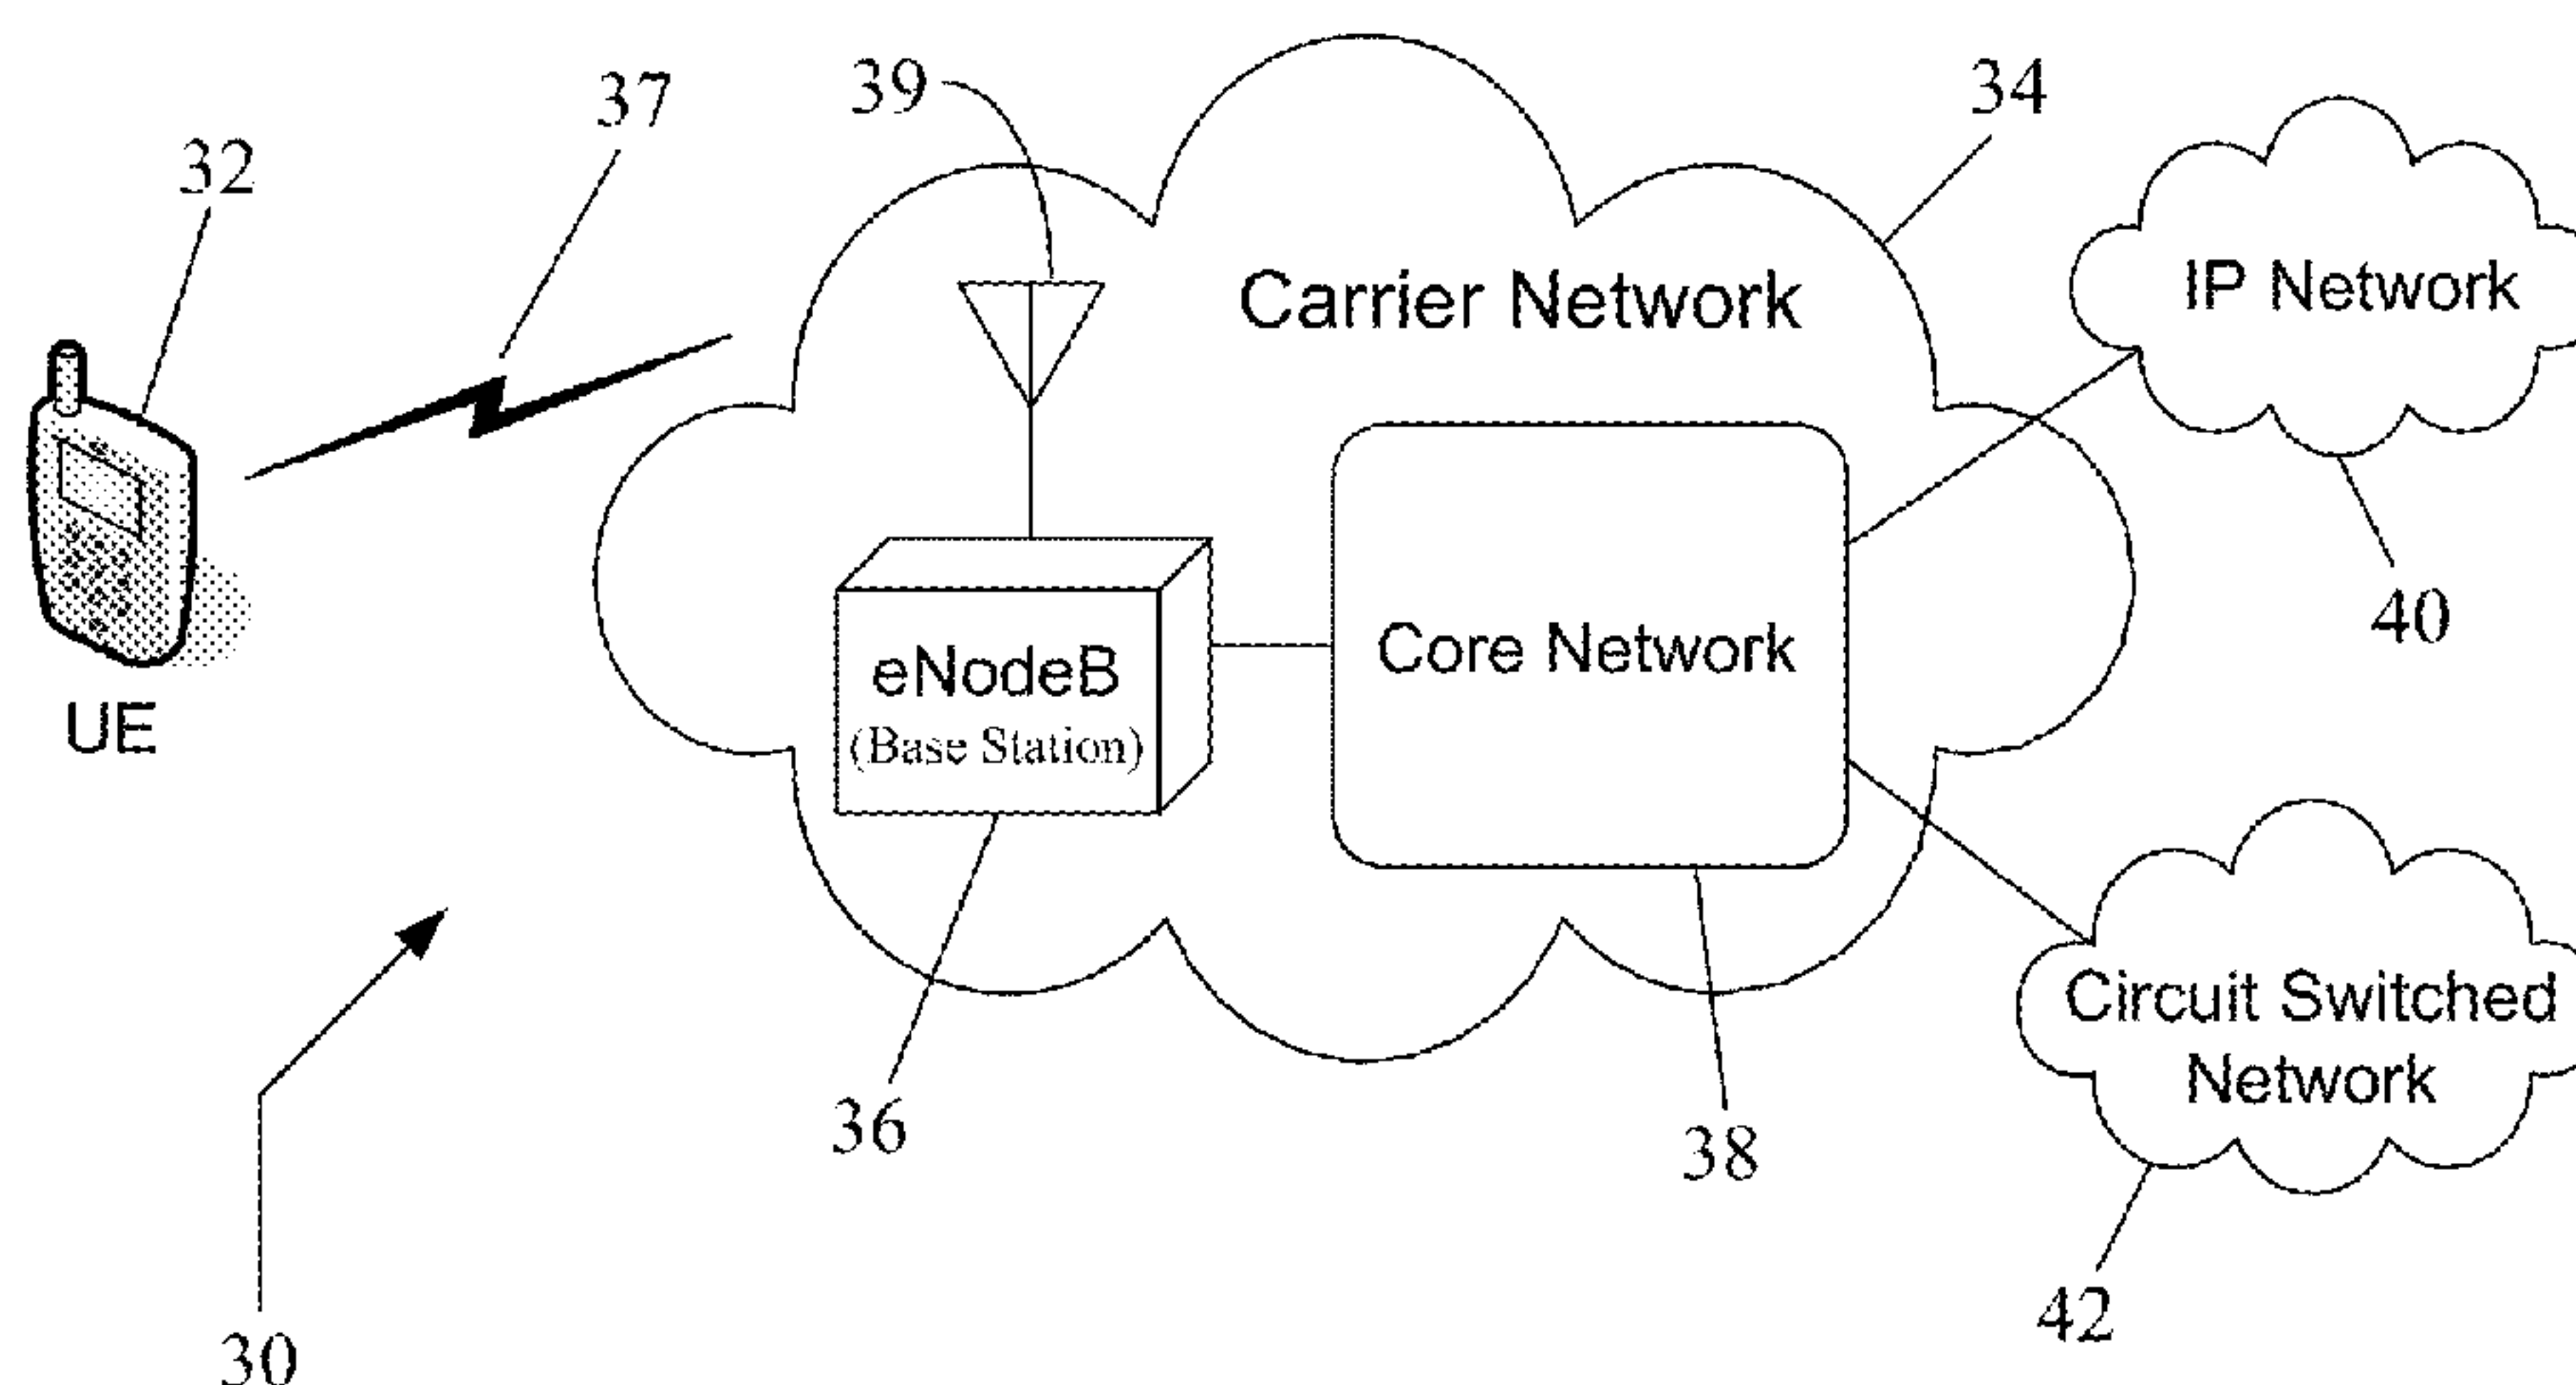 39
34
37
32
Carrier Network
IP Network
40
eNodeB
(Base Station)
Core Network
UE
Circuit Switched
Network
36
38
42
30